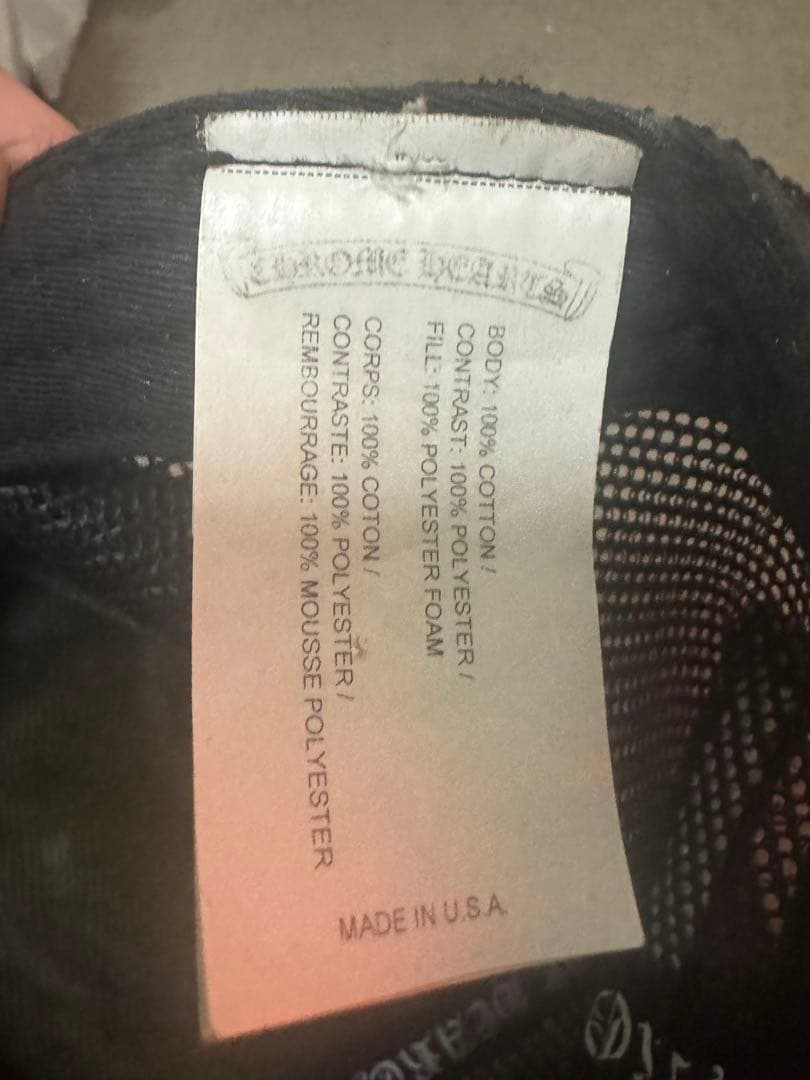 CHROME HEARTS
BODY: 100% COTTON /
CONTRAST: 100% POLYESTER /
FILL: 100% POLYESTER FOAM
CORPS: 100% COTON /
CONTRASTE: 100% POLYESTER /
REMBOURRAGE: 100% MOUSSE POLYESTER
MADE IN U.S.A.